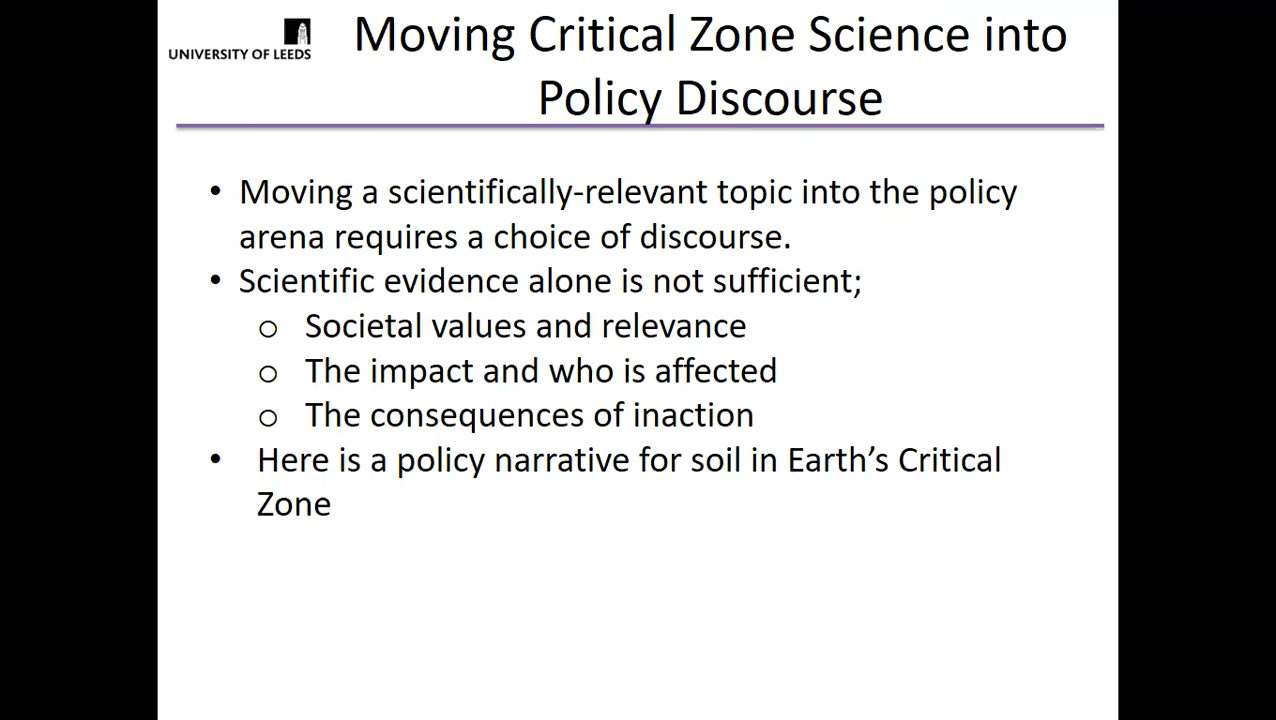 UNIVERSITY OF LEEDS
Moving Critical Zone Science into
Policy Discourse
• Moving a scientifically-relevant topic into the policy
arena requires a choice of discourse.
• Scientific evidence alone is not sufficient;
o Societal values and relevance
o The impact and who is affected
o The consequences of inaction
• Here is a policy narrative for soil in Earth’s Critical
Zone